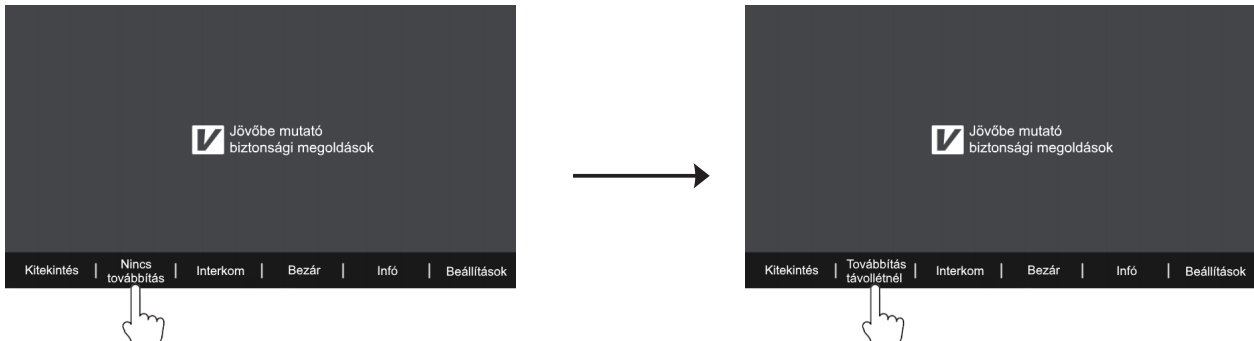 Jövőbe mutató
biztonsági megoldások
Kitekintés | Nincs továbbítás | Interkom | Bezár | Infó | Beállítások
Jövőbe mutató
biztonsági megoldások
Kitekintés | Továbbítás távollétnél | Interkom | Bezár | Infó | Beállítások